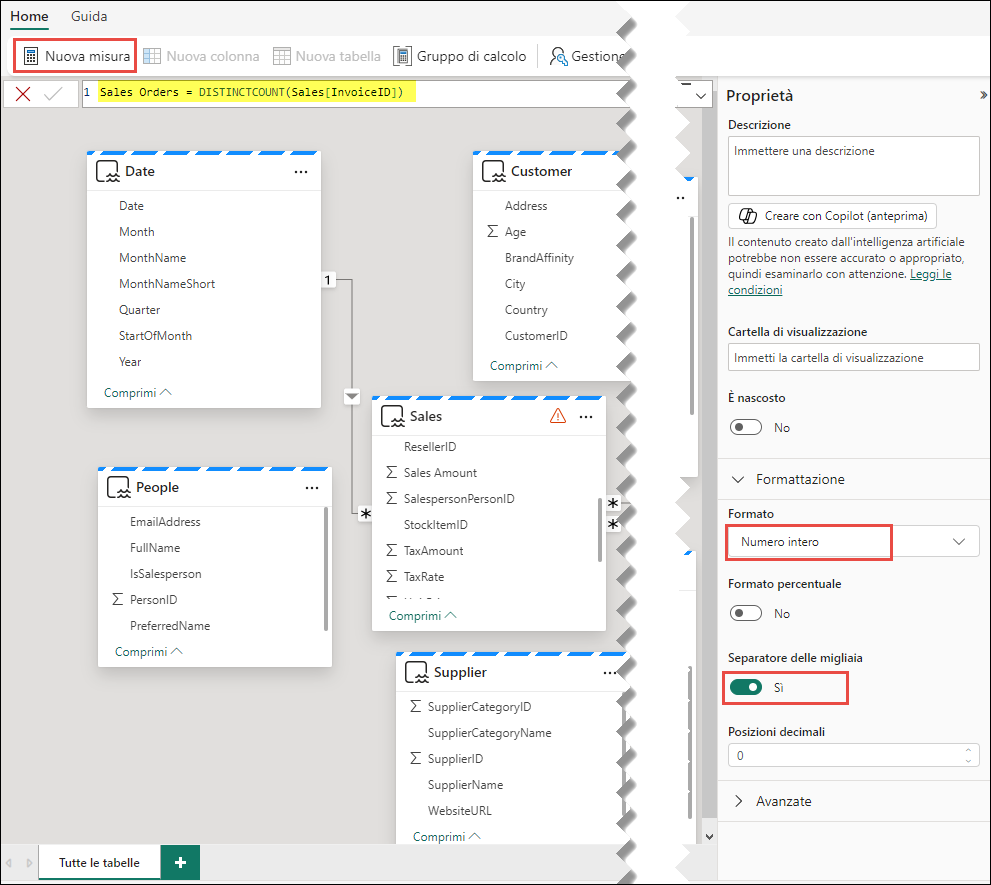 Home Guida
Nuova misura Nuova colonna Nuova tabella Gruppo di calcolo Gestione
1 Sales Orders = DISTINCTCOUNT(Sales[InvoiceID])
Date
Date
Month
MonthName
MonthNameShort
Quarter
StartOfMonth
Year
Comprimi
1
Customer
Address
Age
BrandAffinity
City
Country
CustomerID
Comprimi
Sales
ResellerID
Sales Amount
SalespersonPersonID
StockItemID
TaxAmount
TaxRate
Comprimi
*
*
*
People
EmailAddress
FullName
IsSalesperson
PersonID
PreferredName
Comprimi
Supplier
SupplierCategoryID
SupplierCategoryName
SupplierID
SupplierName
WebsiteURL
Comprimi
Tutte le tabelle +
Proprietà
Descrizione
Immettere una descrizione
Creare con Copilot (anteprima)
Il contenuto creato dall'intelligenza artificiale
potrebbe non essere accurato o appropriato,
quindi esaminarlo con attenzione. Leggi le
condizioni
Cartella di visualizzazione
Immetti la cartella di visualizzazione
È nascosto
No
Formattazione
Formato
Numero intero
Formato percentuale
No
Separatore delle migliaia
Sì
Posizioni decimali
0
Avanzate